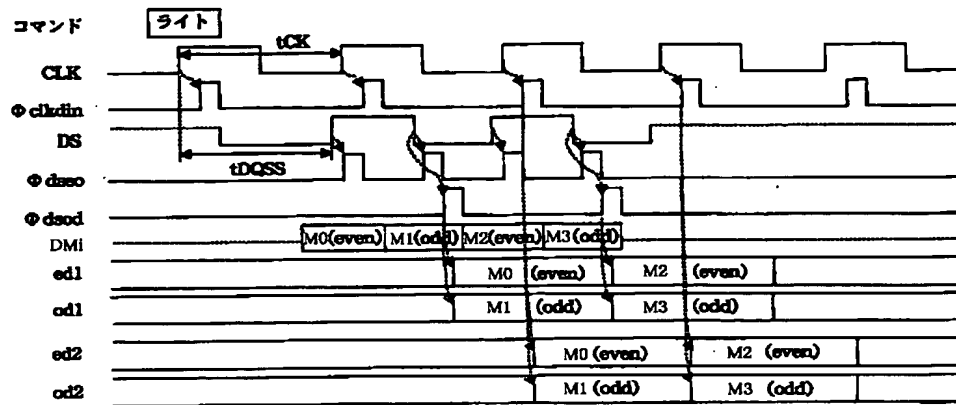 コマンド ライト
tCK
CLK
Φclkdin
DS
tDQSS
Φdseo
Φdsod
DMi M0(even) M1(odd) M2(even) M3(odd)
ed1 M0 (even) M2 (even)
od1 M1 (odd) M3 (odd)
ed2 M0 (even) M2 (even)
od2 M1 (odd) M3 (odd)